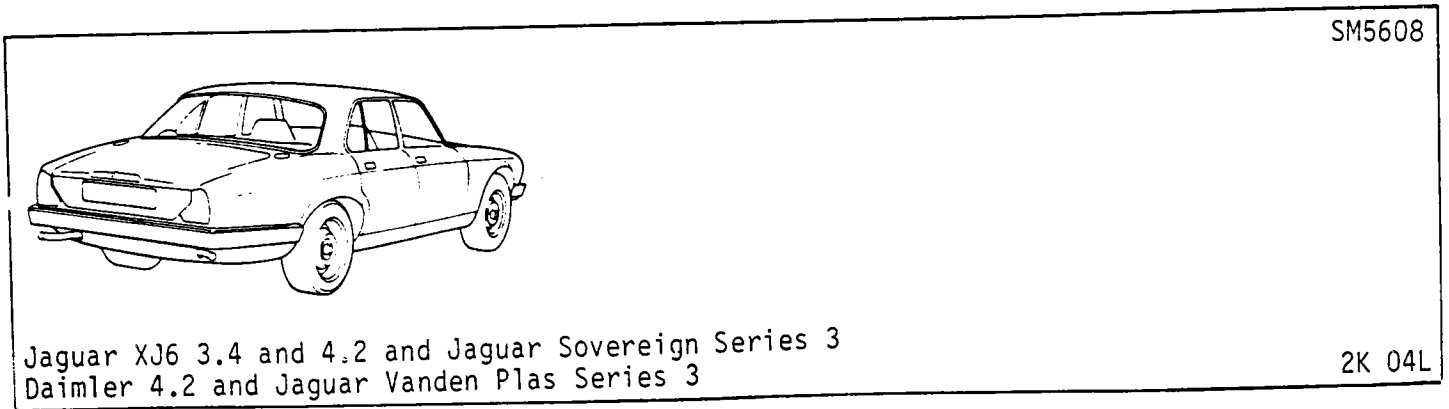 SM5608
Jaguar XJ6 3.4 and 4.2 and Jaguar Sovereign Series 3
Daimler 4.2 and Jaguar Vanden Plas Series 3
2K 04L